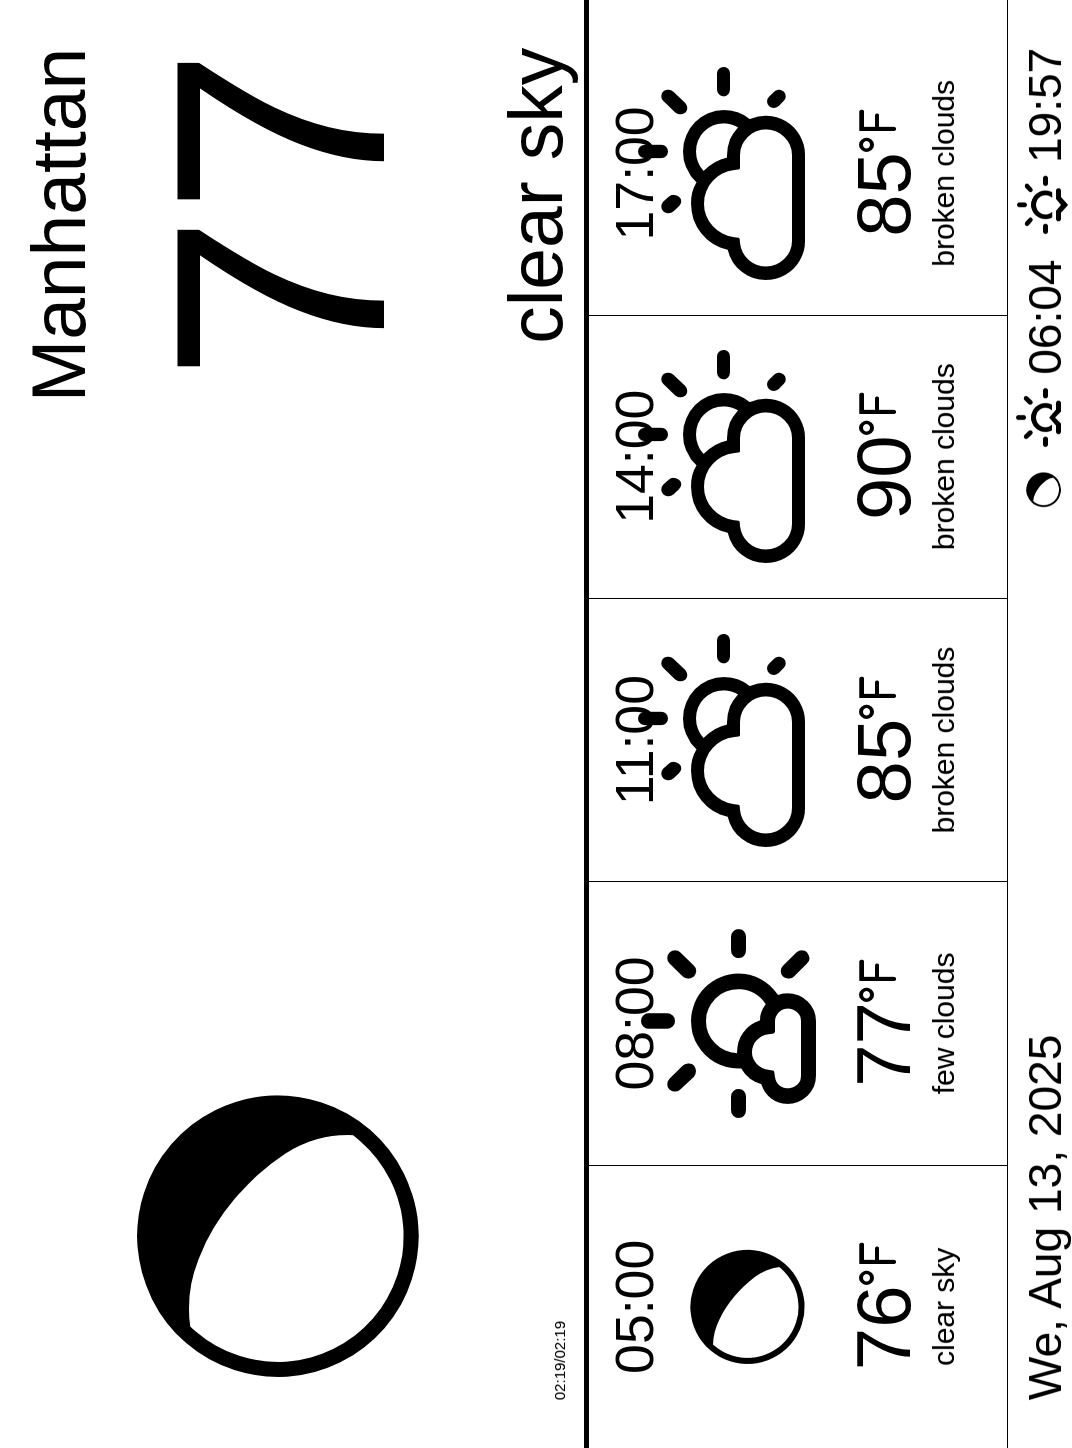 Manhattan
77
clear sky
02:19/02:19
05:00
76°F
clear sky
08:00
77°F
few clouds
11:00
85°F
broken clouds
14:00
90°F
broken clouds
17:00
85°F
broken clouds
We, Aug 13, 2025
06:04
19:57